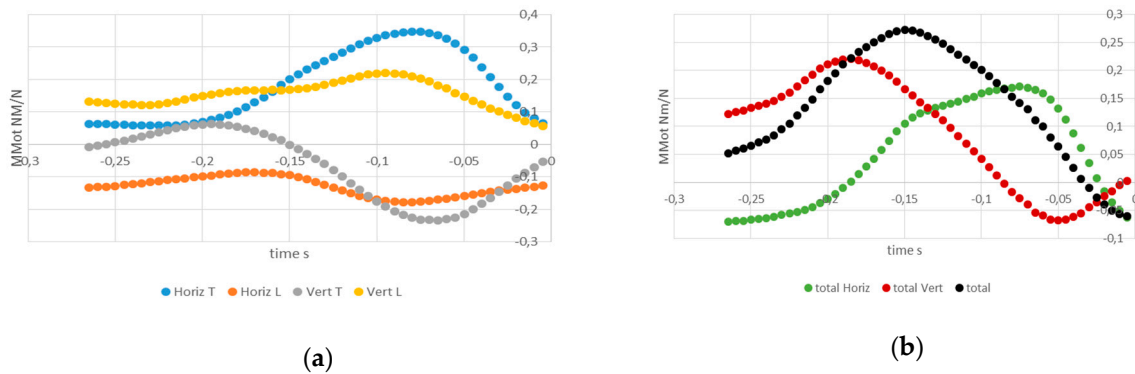 MMot NM/N
0,4
0,3
0,2
0,1
0
-0,1
-0,2
-0,3
-0,3
-0,25
-0,2
-0,15
-0,1
-0,05
0
time s
Horiz T
Horiz L
Vert T
Vert L
(a)
MMot Nm/N
0,3
0,25
0,2
0,15
0,1
0,05
0
-0,05
-0,1
-0,3
-0,25
-0,2
-0,15
-0,1
-0,05
0
time s
total Horiz
total Vert
total
(b)